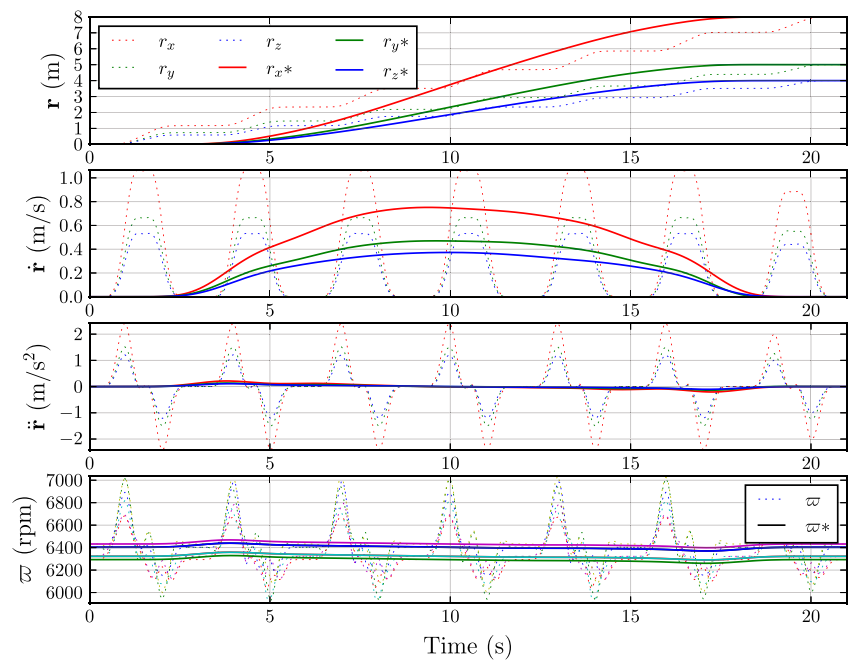 8
7
6
5
4
3
2
1
0
r (m)
r_x r_z r_y*
r_y r_x* r_z*
0 5 10 15 20
1.0
0.8
0.6
0.4
0.2
0.0
ṙ (m/s)
0 5 10 15 20
2
1
0
−1
−2
r̈ (m/s²)
0 5 10 15 20
7000
6800
6600
6400
6200
6000
ϖ (rpm)
ϖ
ϖ*
0 5 10 15 20
Time (s)